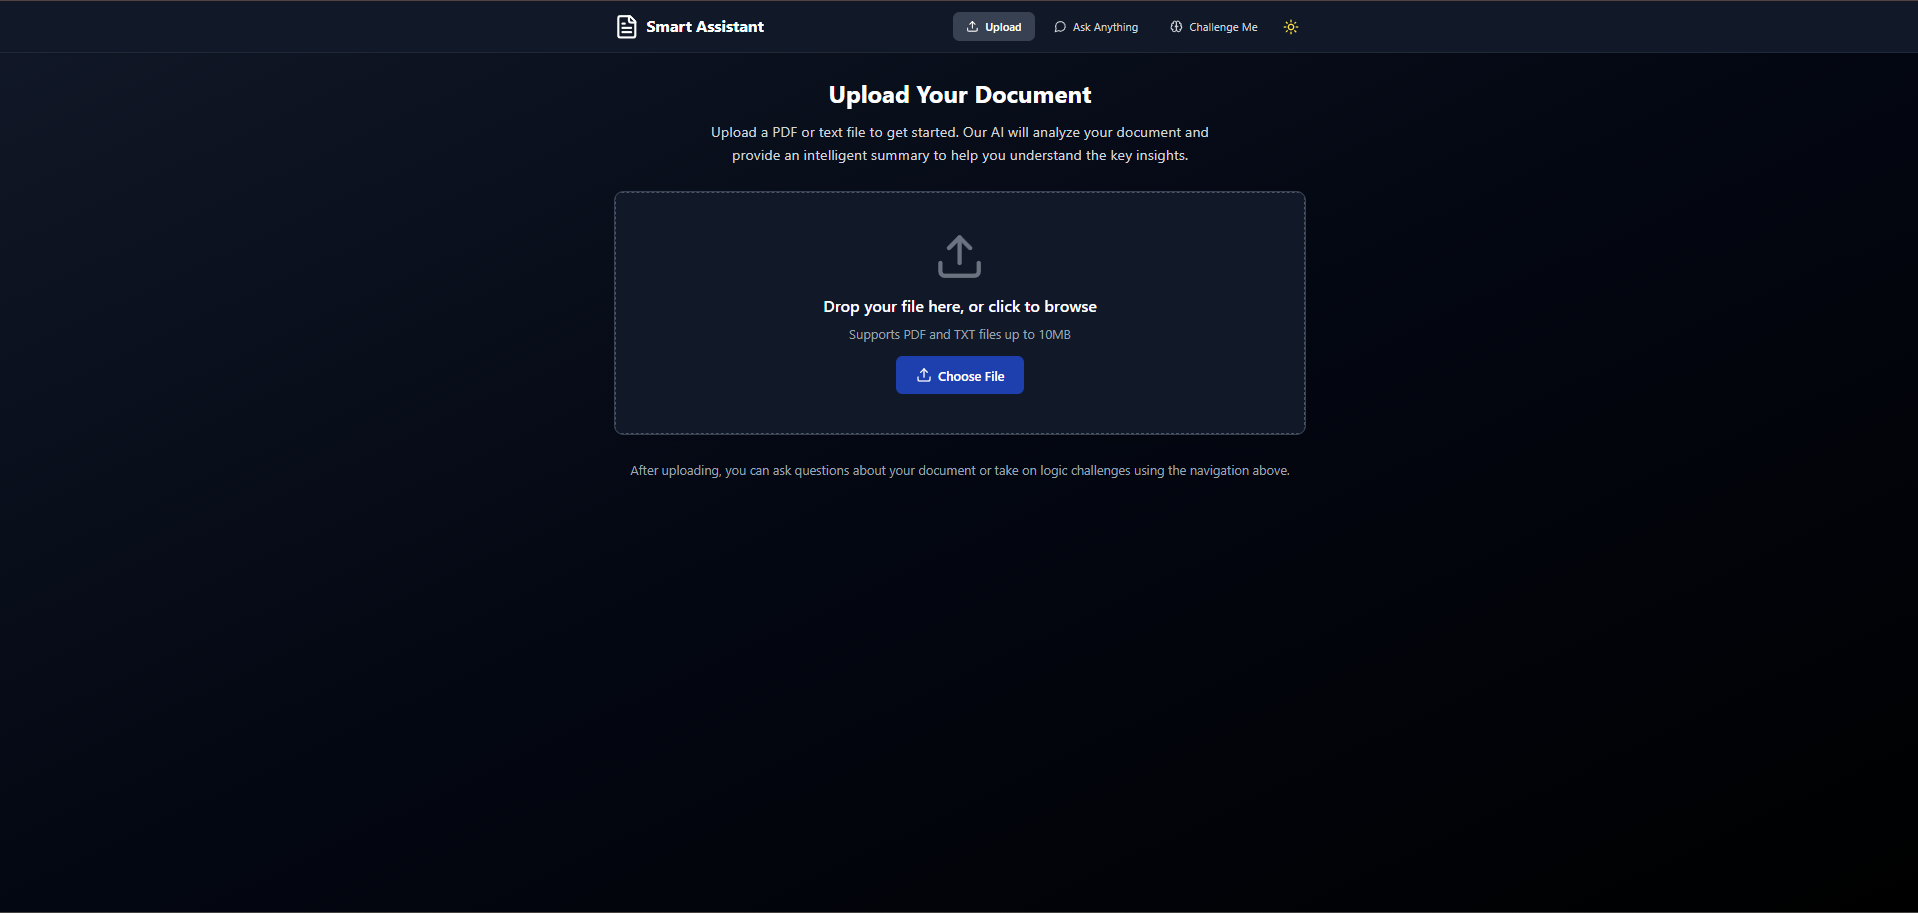 Smart Assistant
Upload
Ask Anything
Challenge Me
Upload Your Document
Upload a PDF or text file to get started. Our AI will analyze your document and
provide an intelligent summary to help you understand the key insights.
Drop your file here, or click to browse
Supports PDF and TXT files up to 10MB
Choose File
After uploading, you can ask questions about your document or take on logic challenges using the navigation above.